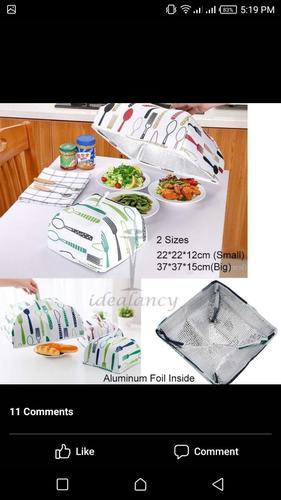 83% 5:19 PM
2 Sizes
22*22*12cm (Small)
37*37*15cm(Big)
idealancy
Aluminum Foil Inside
11 Comments
Like
Comment